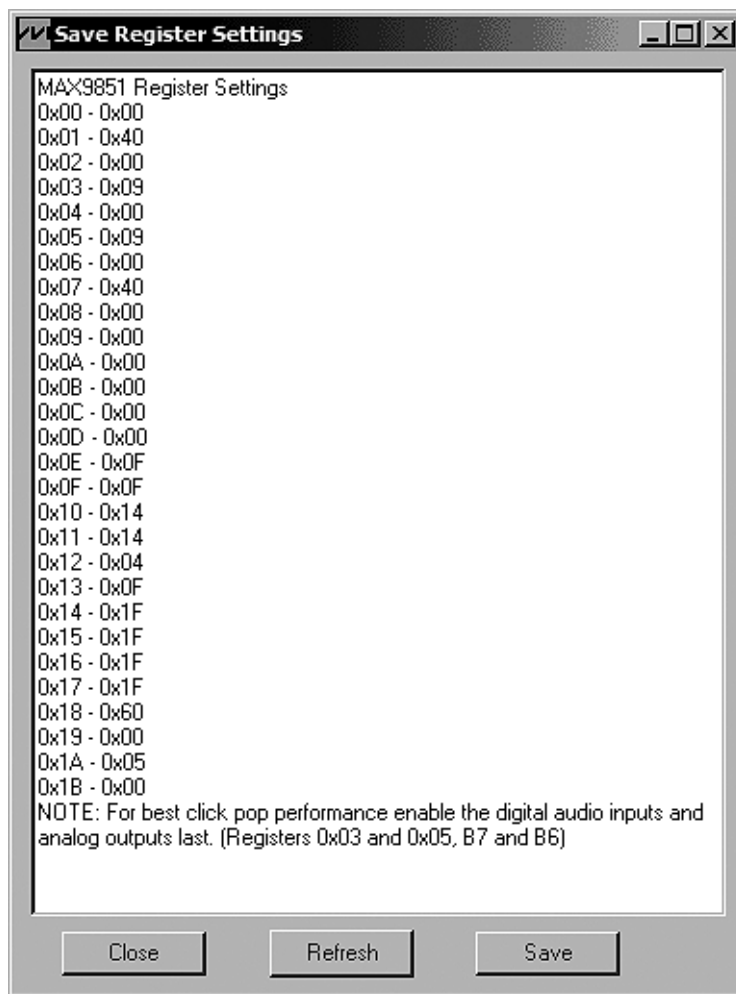 Save Register Settings
MAX9851 Register Settings
0x00 - 0x00
0x01 - 0x40
0x02 - 0x00
0x03 - 0x09
0x04 - 0x00
0x05 - 0x09
0x06 - 0x00
0x07 - 0x40
0x08 - 0x00
0x09 - 0x00
0x0A - 0x00
0x0B - 0x00
0x0C - 0x00
0x0D - 0x00
0x0E - 0x0F
0x0F - 0x0F
0x10 - 0x14
0x11 - 0x14
0x12 - 0x04
0x13 - 0x0F
0x14 - 0x1F
0x15 - 0x1F
0x16 - 0x1F
0x17 - 0x1F
0x18 - 0x60
0x19 - 0x00
0x1A - 0x05
0x1B - 0x00
NOTE: For best click pop performance enable the digital audio inputs and
analog outputs last. (Registers 0x03 and 0x05, B7 and B6)
Close Refresh Save